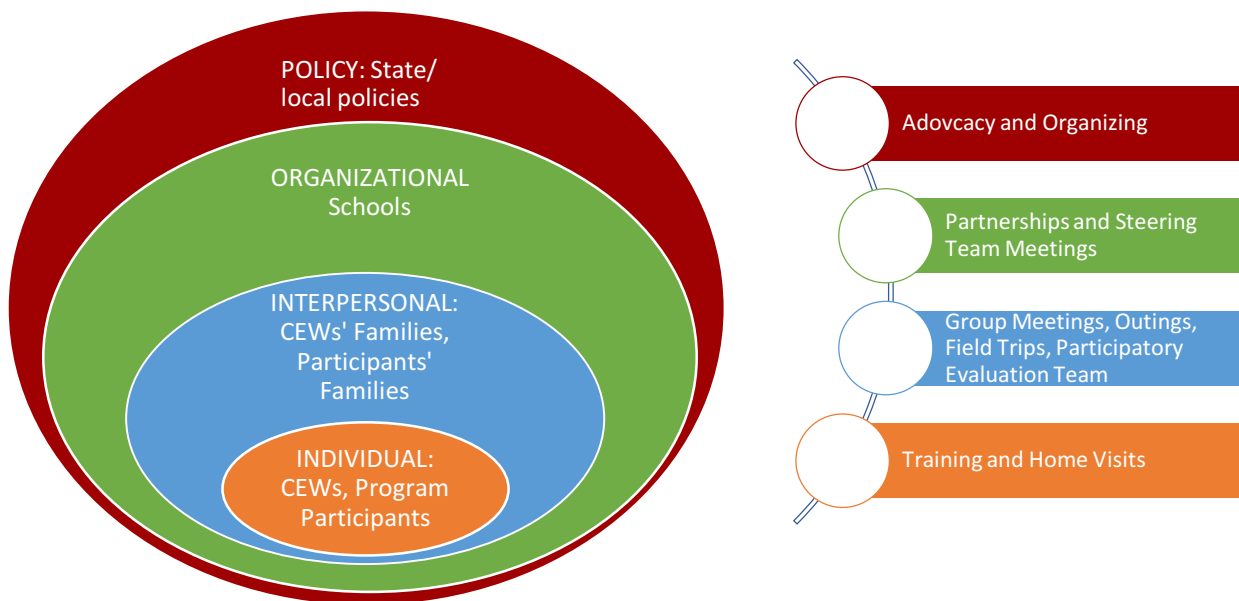 POLICY: State/
local policies
ORGANIZATIONAL
Schools
INTERPERSONAL:
CEWs' Families,
Participants'
Families
INDIVIDUAL:
CEWs, Program
Participants
Adovcacy and Organizing
Partnerships and Steering
Team Meetings
Group Meetings, Outings,
Field Trips, Participatory
Evaluation Team
Training and Home Visits